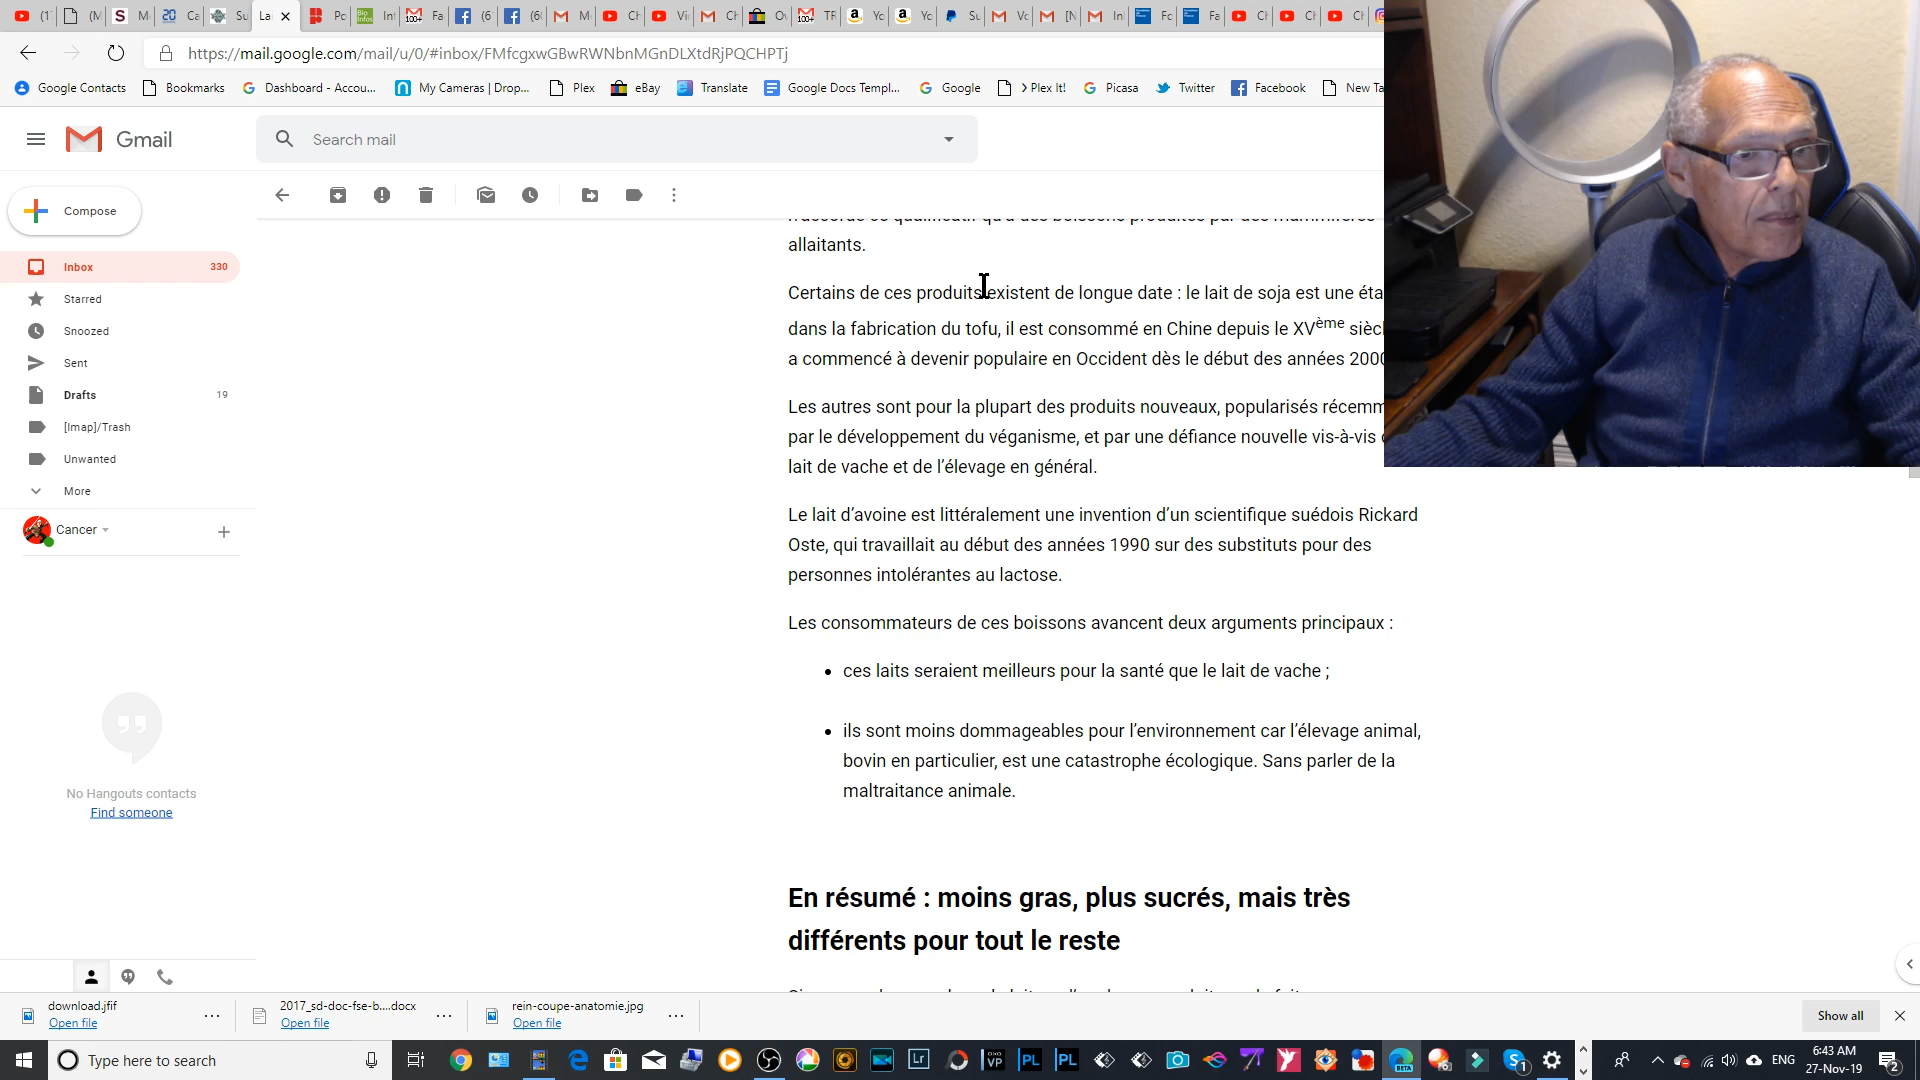 https://mail.google.com/mail/u/0/#inbox/FMfcgxwGBwRWNbnMGnDLXtdRjPQCHPTj
Google Contacts
Bookmarks
Dashboard - Accou...
My Cameras | Drop...
Plex
eBay
Translate
Google Docs Templ...
Google
> Plex It!
Picasa
Twitter
Facebook
Gmail
Search mail
Compose
Inbox 330
Starred
Snoozed
Sent
Drafts 19
[Imap]/Trash
Unwanted
More
Cancer
No Hangouts contacts
Find someone
allaitants.
Certains de ces produits existent de longue date : le lait de soja est une
dans la fabrication du tofu, il est consommé en Chine depuis le XVème
a commencé à devenir populaire en Occident dès le début des années 2000
Les autres sont pour la plupart des produits nouveaux, popularisés
par le développement du véganisme, et par une défiance nouvelle vis-à-vis
lait de vache et de l'élevage en général.
Le lait d'avoine est littéralement une invention d'un scientifique suédois Rickard
Oste, qui travaillait au début des années 1990 sur des substituts pour des
personnes intolérantes au lactose.
Les consommateurs de ces boissons avancent deux arguments principaux :
• ces laits seraient meilleurs pour la santé que le lait de vache ;
• ils sont moins dommageables pour l'environnement car l'élevage animal,
bovin en particulier, est une catastrophe écologique. Sans parler de la
maltraitance animale.
En résumé : moins gras, plus sucrés, mais très
différents pour tout le reste
download.jfif
Open file
2017_sd-doc-fse-b....docx
Open file
rein-coupe-anatomie.jpg
Open file
Show all
Type here to search
ENG
6:43 AM
27-Nov-19